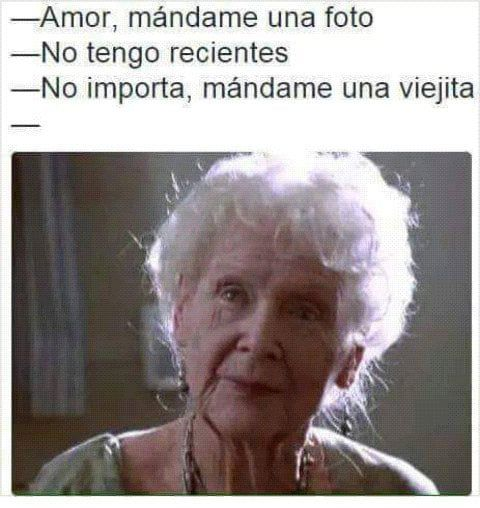 —Amor, mándame una foto
—No tengo recientes
—No importa, mándame una viejita
—